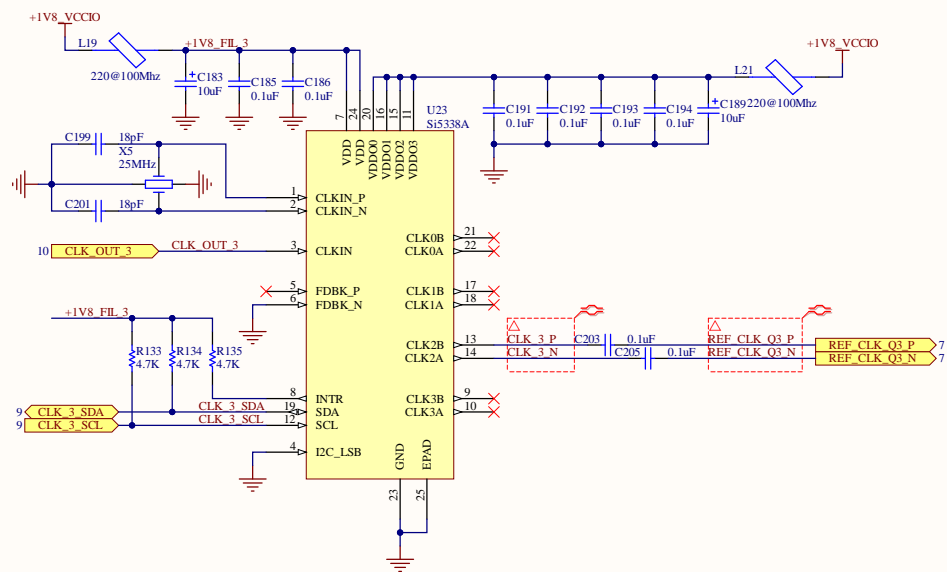 +1V8_VCCIO
L19
220@100Mhz
+1V8_FIL_3
C183
10uF
C185
0.1uF
C186
0.1uF
+1V8_VCCIO
L21
220@100Mhz
C191
0.1uF
C192
0.1uF
C193
0.1uF
C194
0.1uF
C189
10uF
U23
Si5338A
7
24
20
16
15
11
VDD
VDD
VDDO0
VDDO1
VDDO2
VDDO3
C199
18pF
X5
25MHz
C201
18pF
1
CLKIN_P
2
CLKIN_N
10
CLK_OUT_3
CLK_OUT_3
3
CLKIN
5
FDBK_P
6
FDBK_N
+1V8_FIL_3
R133
4.7K
R134
4.7K
R135
4.7K
8
INTR
9
CLK_3_SDA
CLK_3_SDA
19
SDA
9
CLK_3_SCL
CLK_3_SCL
12
SCL
4
I2C_LSB
CLK0B
21
CLK0A
22
CLK1B
17
CLK1A
18
CLK2B
13
CLK_3_P
C203
0.1uF
REF_CLK_Q3_P
REF_CLK_Q3_P
7
CLK2A
14
CLK_3_N
C205
0.1uF
REF_CLK_Q3_N
REF_CLK_Q3_N
7
CLK3B
9
CLK3A
10
GND
EPAD
23
25